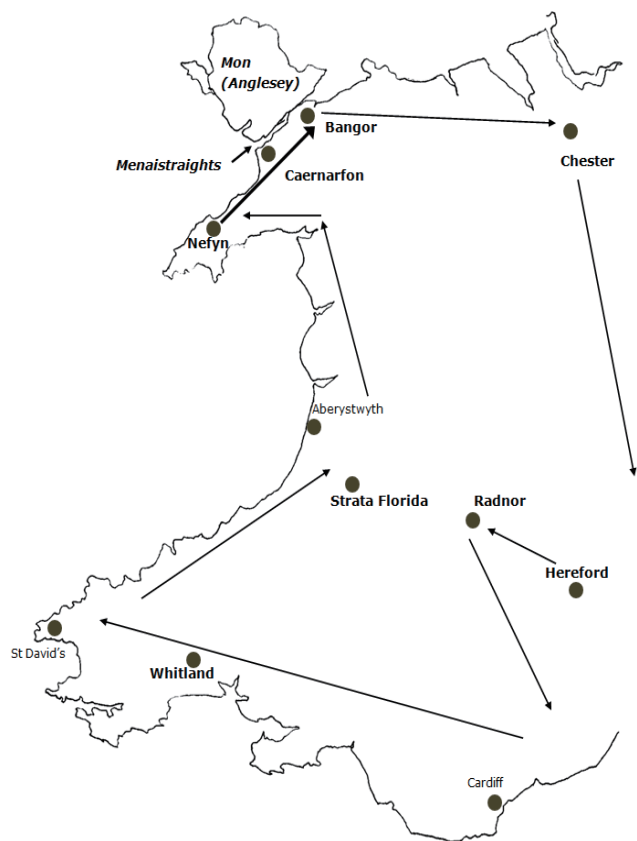 Mon
(Anglesey)
Bangor
Menaistraights
Chester
Caernarfon
Nefyn
Aberystwyth
Strata Florida
Radnor
Hereford
St David's
Whitland
Cardiff